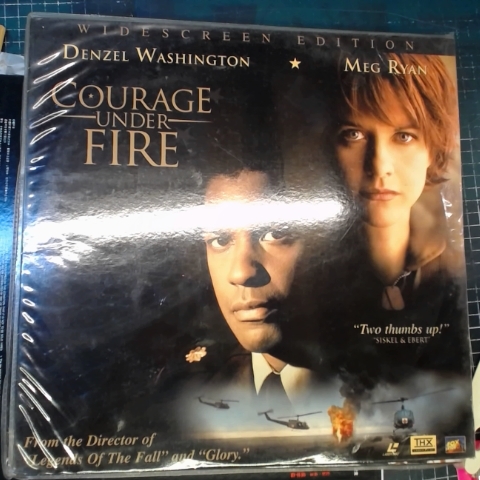 WIDESCREEN EDITION
DENZEL WASHINGTON ★ MEG RYAN
COURAGE
UNDER
FIRE
"Two thumbs up!"
"SISKEL & EBERT"
From the Director of
"Legends Of The Fall" and "Glory."
THX